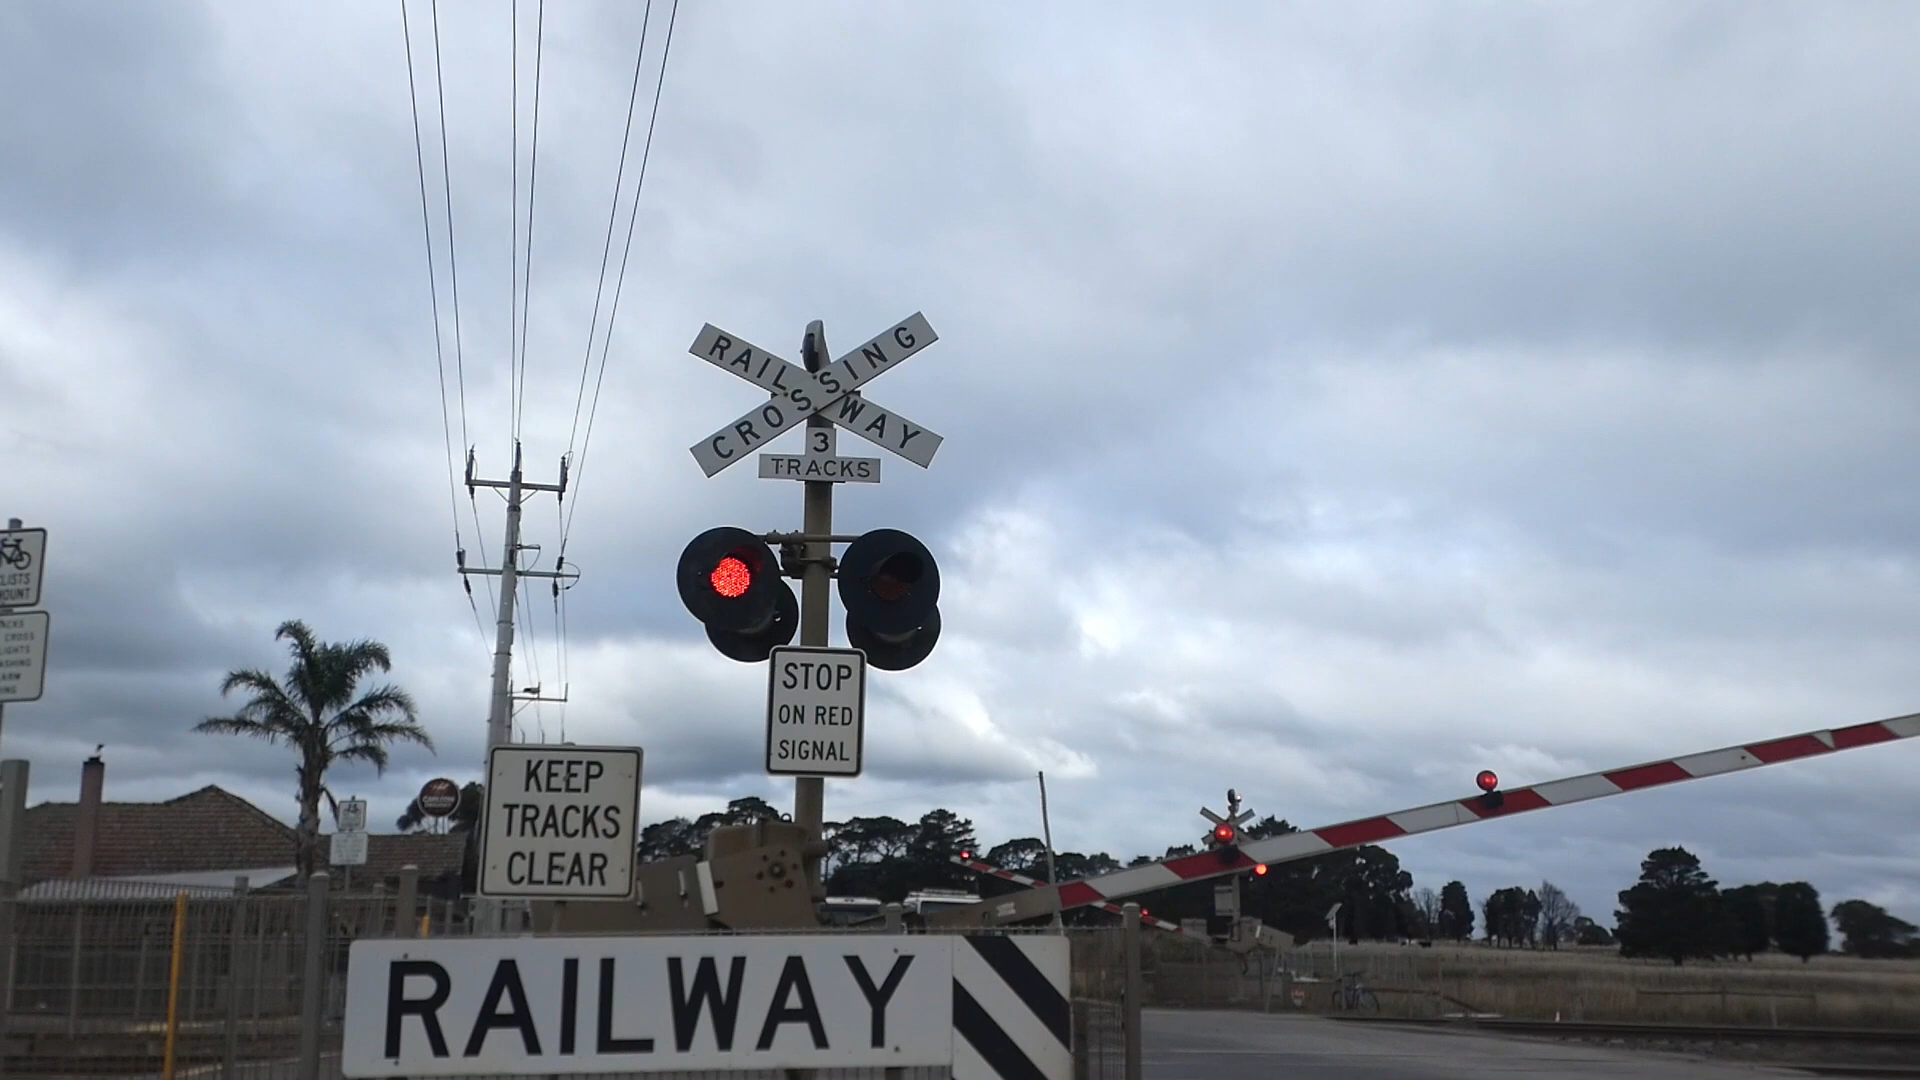 RAILWAY
CROSSING
3
TRACKS
STOP
ON RED
SIGNAL
KEEP
TRACKS
CLEAR
RAILWAY